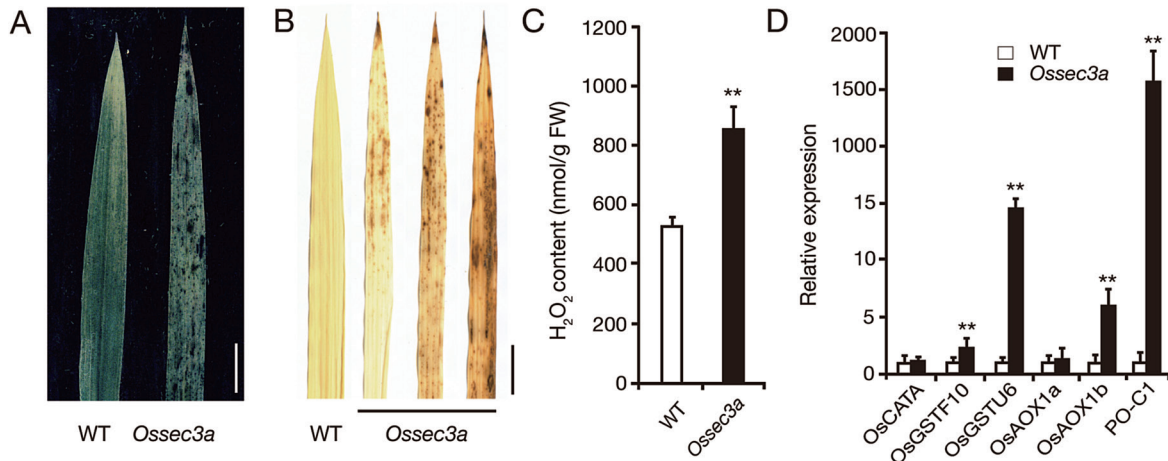 A
WT
Ossec3a
B
WT
Ossec3a
C
H2O2 content (nmol/g FW)
1200
1000
800
600
400
200
0
**
WT
Ossec3a
D
Relative expression
2000
1500
1000
15
10
5
0
WT
Ossec3a
**
**
**
**
OsCATA
OsGSTF10
OsGSTU6
OsAOX1a
OsAOX1b
PO-C1